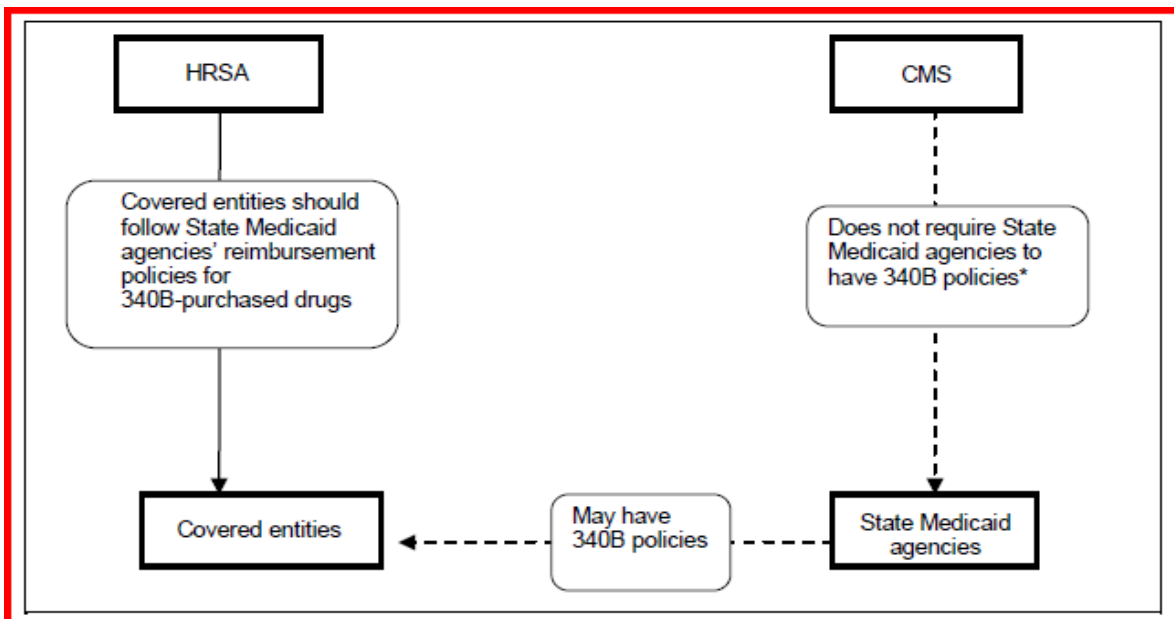 HRSA
CMS
Covered entities should
follow State Medicaid
agencies' reimbursement
policies for
340B-purchased drugs
Does not require State
Medicaid agencies to
have 340B policies*
Covered entities
May have
340B policies
State Medicaid
agencies